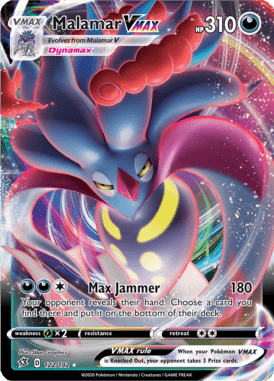 VMAX Malamar VMAX HP 310
Evolves from Malamar V
Dynamax
Max Jammer 180
Your opponent reveals their hand. Choose a card you
find there and put it on the bottom of their deck.
weakness ×2 resistance retreat
VMAX rule When your Pokémon VMAX
is Knocked Out, your opponent takes 3 Prize cards.
©2020 Pokémon / Nintendo / Creatures / GAME FREAK